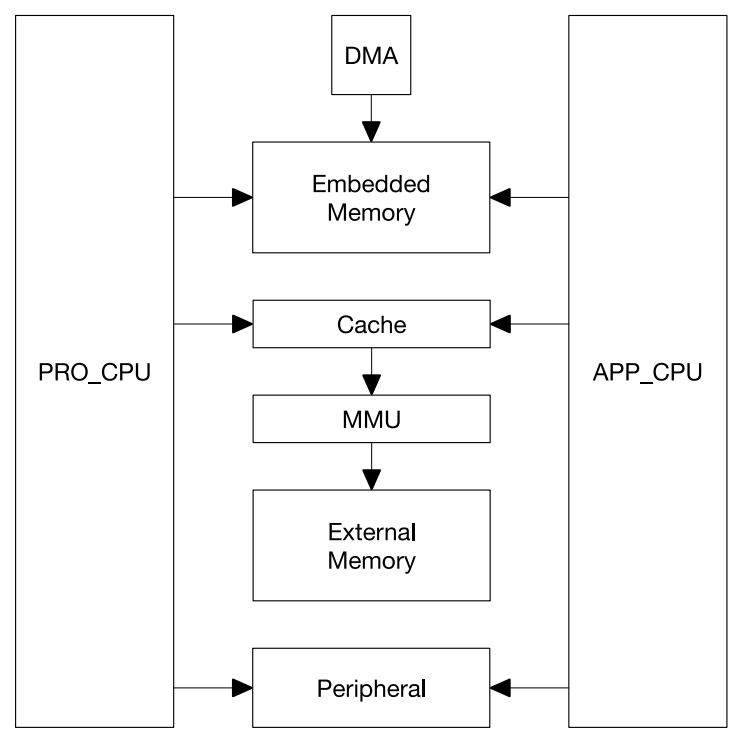 DMA
Embedded
Memory
Cache
PRO_CPU
APP_CPU
MMU
External
Memory
Peripheral